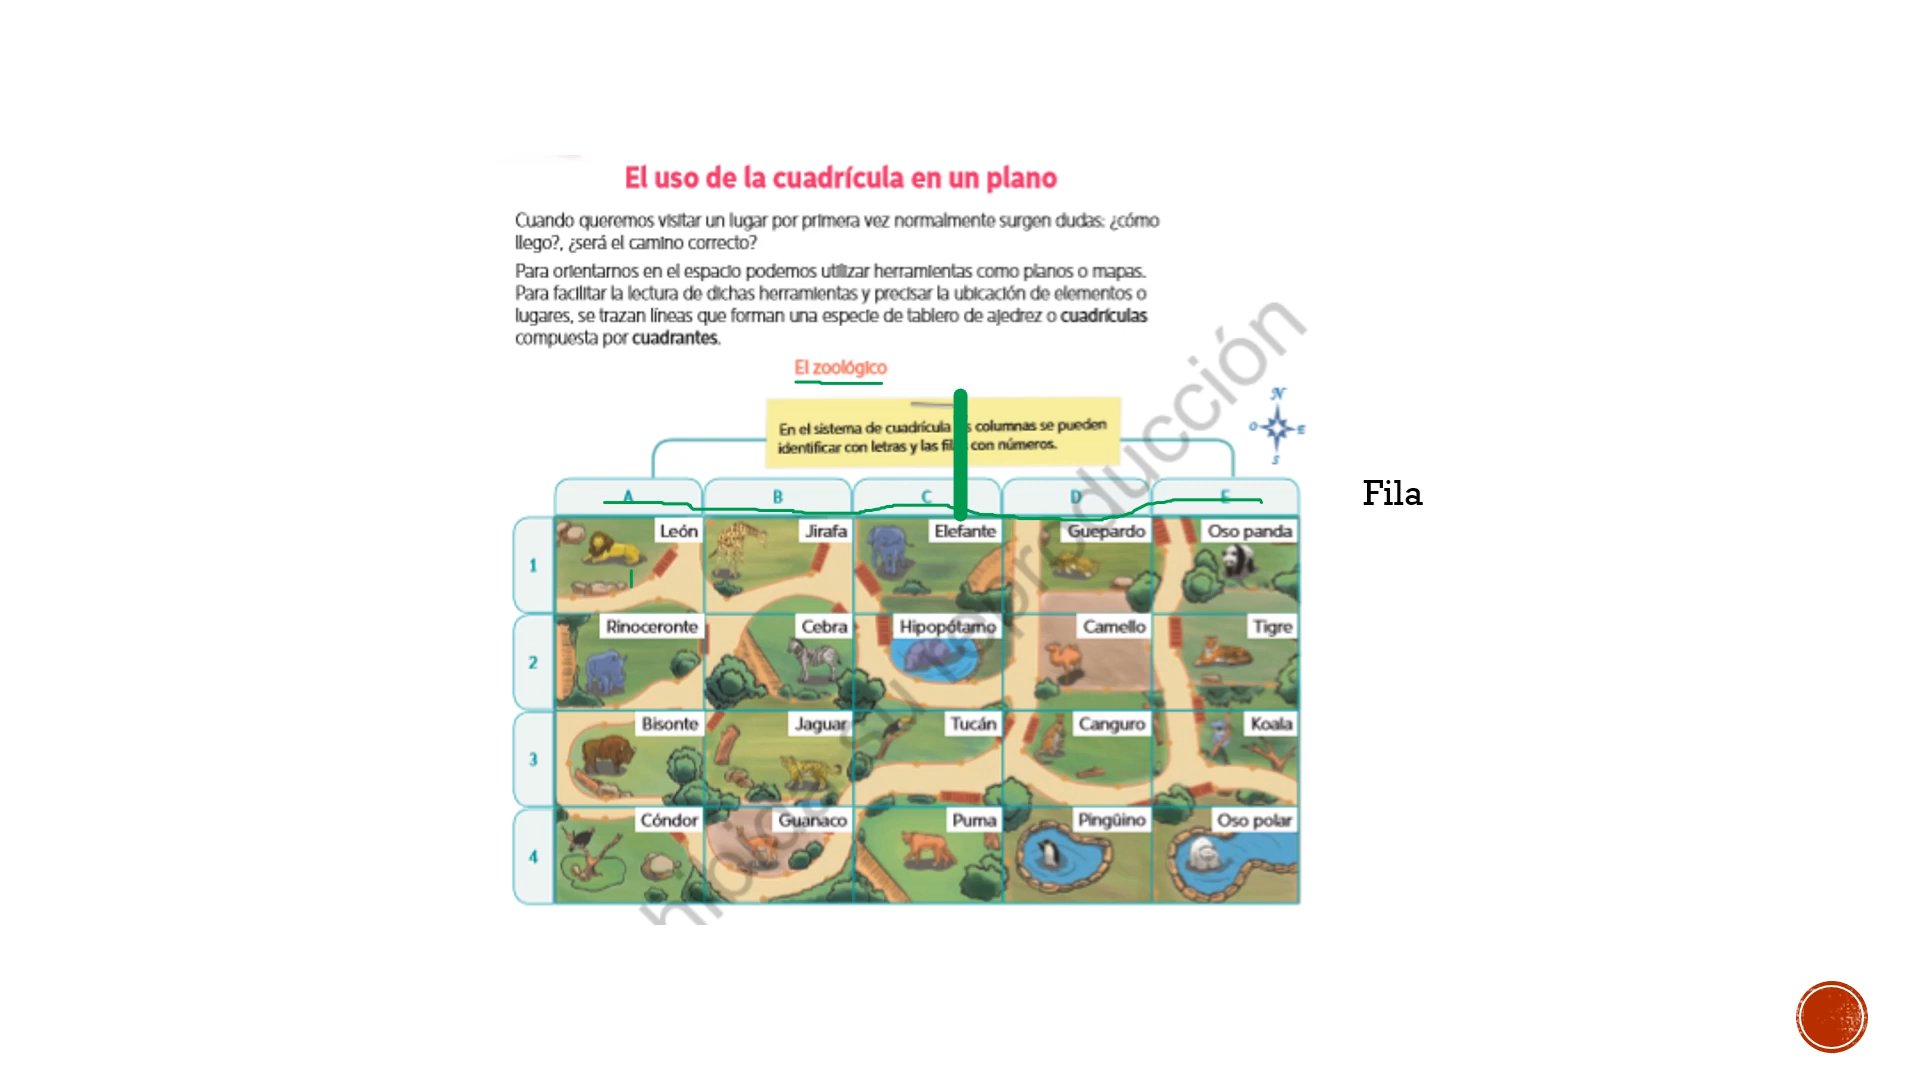 El uso de la cuadrícula en un plano
Cuando queremos visitar un lugar por primera vez normalmente surgen dudas: ¿cómo
llego?, ¿será el camino correcto?
Para orientarnos en el espacio podemos utilizar herramientas como planos o mapas.
Para facilitar la lectura de dichas herramientas y precisar la ubicación de elementos o
lugares, se trazan líneas que forman una especie de tablero de ajedrez o cuadrículas
compuesta por cuadrantes.
El zoológico
En el sistema de cuadrícula columnas se pueden
identificar con letras y las con números.
N
O E
S
A B C D E
Fila
León Jirafa Elefante Guepardo Oso panda
1
Rinoceronte Cebra Hipopótamo Camello Tigre
2
Bisonte Jaguar Tucán Canguro Koala
3
Cóndor Guanaco Puma Pingüino Oso polar
4
su reproducción